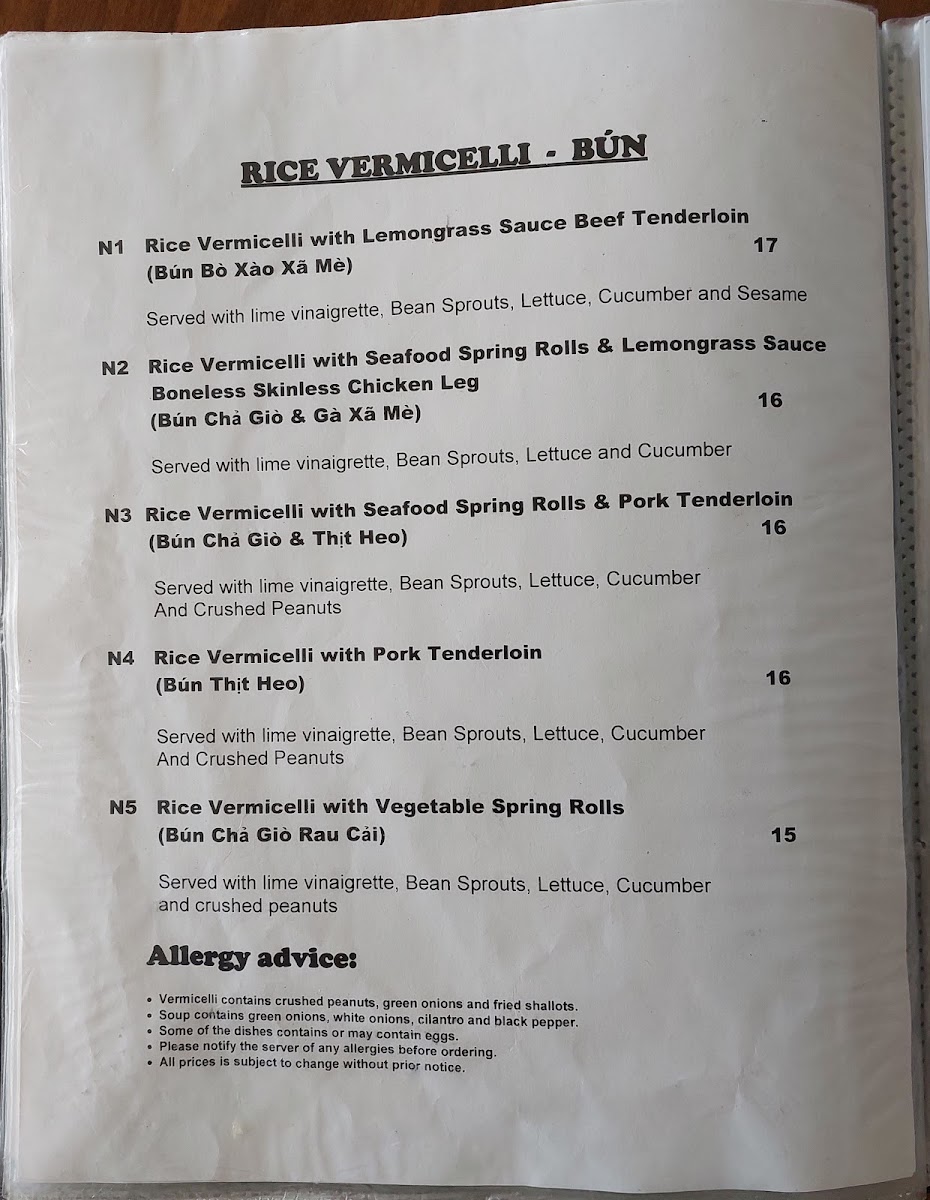 RICE VERMICELLI - BÚN
N1 Rice Vermicelli with Lemongrass Sauce Beef Tenderloin
(Bún Bò Xào Xã Mè) 17
Served with lime vinaigrette, Bean Sprouts, Lettuce, Cucumber and Sesame
N2 Rice Vermicelli with Seafood Spring Rolls & Lemongrass Sauce
Boneless Skinless Chicken Leg
(Bún Chả Giò & Gà Xã Mè) 16
Served with lime vinaigrette, Bean Sprouts, Lettuce and Cucumber
N3 Rice Vermicelli with Seafood Spring Rolls & Pork Tenderloin
(Bún Chả Giò & Thịt Heo) 16
Served with lime vinaigrette, Bean Sprouts, Lettuce, Cucumber
And Crushed Peanuts
N4 Rice Vermicelli with Pork Tenderloin
(Bún Thịt Heo) 16
Served with lime vinaigrette, Bean Sprouts, Lettuce, Cucumber
And Crushed Peanuts
N5 Rice Vermicelli with Vegetable Spring Rolls
(Bún Chả Giò Rau Cải) 15
Served with lime vinaigrette, Bean Sprouts, Lettuce, Cucumber
and crushed peanuts
Allergy advice:
• Vermicelli contains crushed peanuts, green onions and fried shallots.
• Soup contains green onions, white onions, cilantro and black pepper.
• Some of the dishes contains or may contain eggs.
• Please notify the server of any allergies before ordering.
• All prices is subject to change without prior notice.